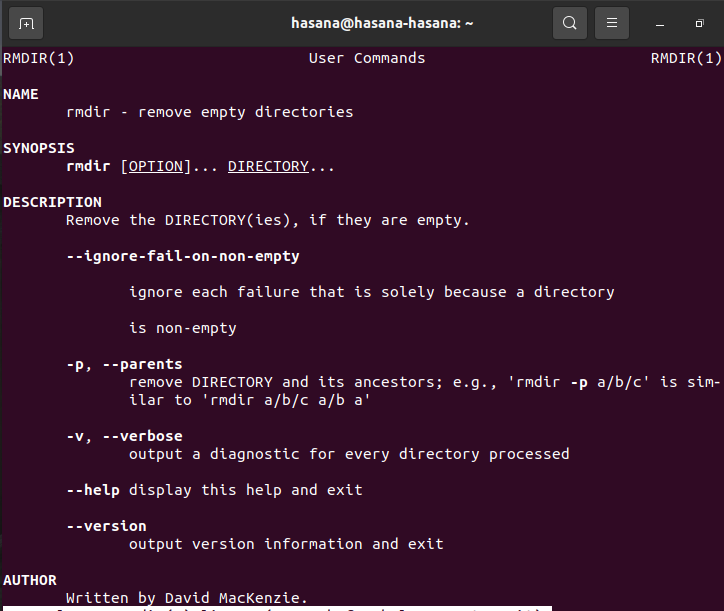 hasana@hasana-hasana: ~
RMDIR(1) User Commands RMDIR(1)
NAME
rmdir - remove empty directories
SYNOPSIS
rmdir [OPTION]... DIRECTORY...
DESCRIPTION
Remove the DIRECTORY(ies), if they are empty.
--ignore-fail-on-non-empty
ignore each failure that is solely because a directory
is non-empty
-p, --parents
remove DIRECTORY and its ancestors; e.g., 'rmdir -p a/b/c' is sim-
ilar to 'rmdir a/b/c a/b a'
-v, --verbose
output a diagnostic for every directory processed
--help display this help and exit
--version
output version information and exit
AUTHOR
Written by David MacKenzie.